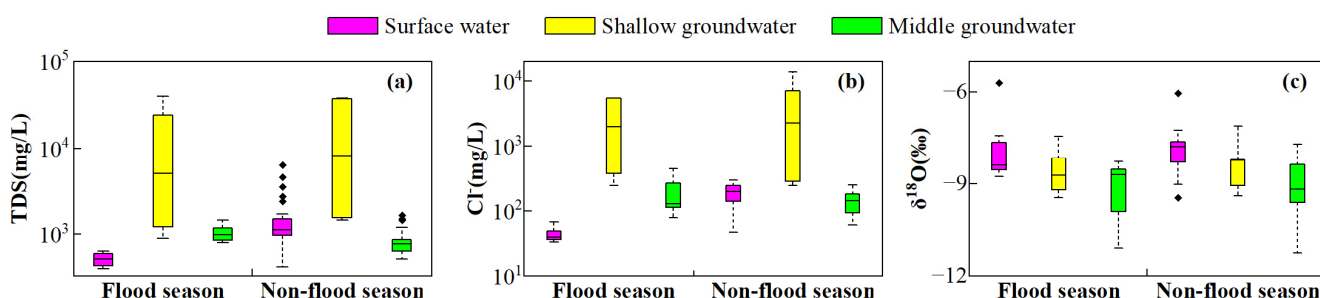 Surface water Shallow groundwater Middle groundwater
(a)
TDS(mg/L)
10⁵
10⁴
10³
Flood season Non-flood season
(b)
Cl⁻(mg/L)
10⁴
10³
10²
10¹
Flood season Non-flood season
(c)
δ¹⁸O(‰)
−6
−9
−12
Flood season Non-flood season